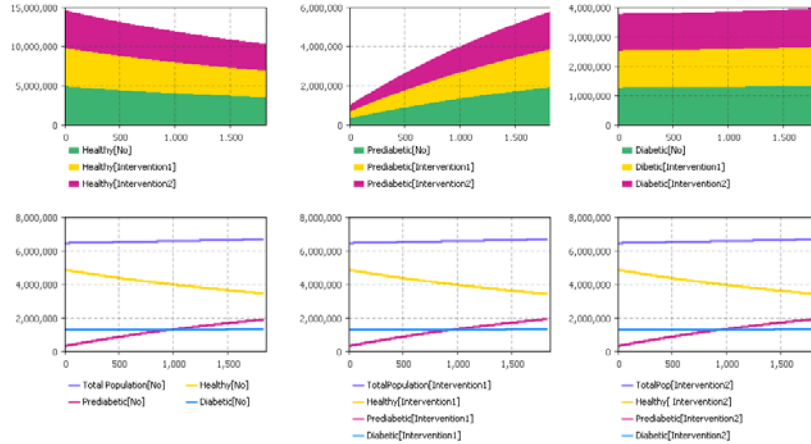 15,000,000
10,000,000
5,000,000
0
0 500 1.000 1.500
Healthy[No]
Healthy[Intervention1]
Healthy[Intervention2]
6,000,000
4,000,000
2,000,000
0
0 500 1.000 1.500
Prediabetic[No]
Prediabetic[Intervention1]
Prediabetic[Intervention2]
4,000,000
3,000,000
2,000,000
1,000,000
0
0 500 1.000 1.500
Diabetic[No]
Dibetic[Intervention1]
Diabetic[Intervention2]
8,000,000
6,000,000
4,000,000
2,000,000
0
0 500 1.000 1.500
Total Population[No] Healthy[No]
Prediabetic[No] Diabetic[No]
8,000,000
6,000,000
4,000,000
2,000,000
0
0 500 1.000 1.500
TotalPopulation[Intervention1]
Healthy[Intervention1]
Prediabetic[Intervention1]
Diabetic[Intervention1]
8,000,000
6,000,000
4,000,000
2,000,000
0
0 500 1.000 1.500
TotalPop[Intervention2]
Healthy[ Intervention2]
Prediabetic[Intervention2]
Diabetic[Intervention2]